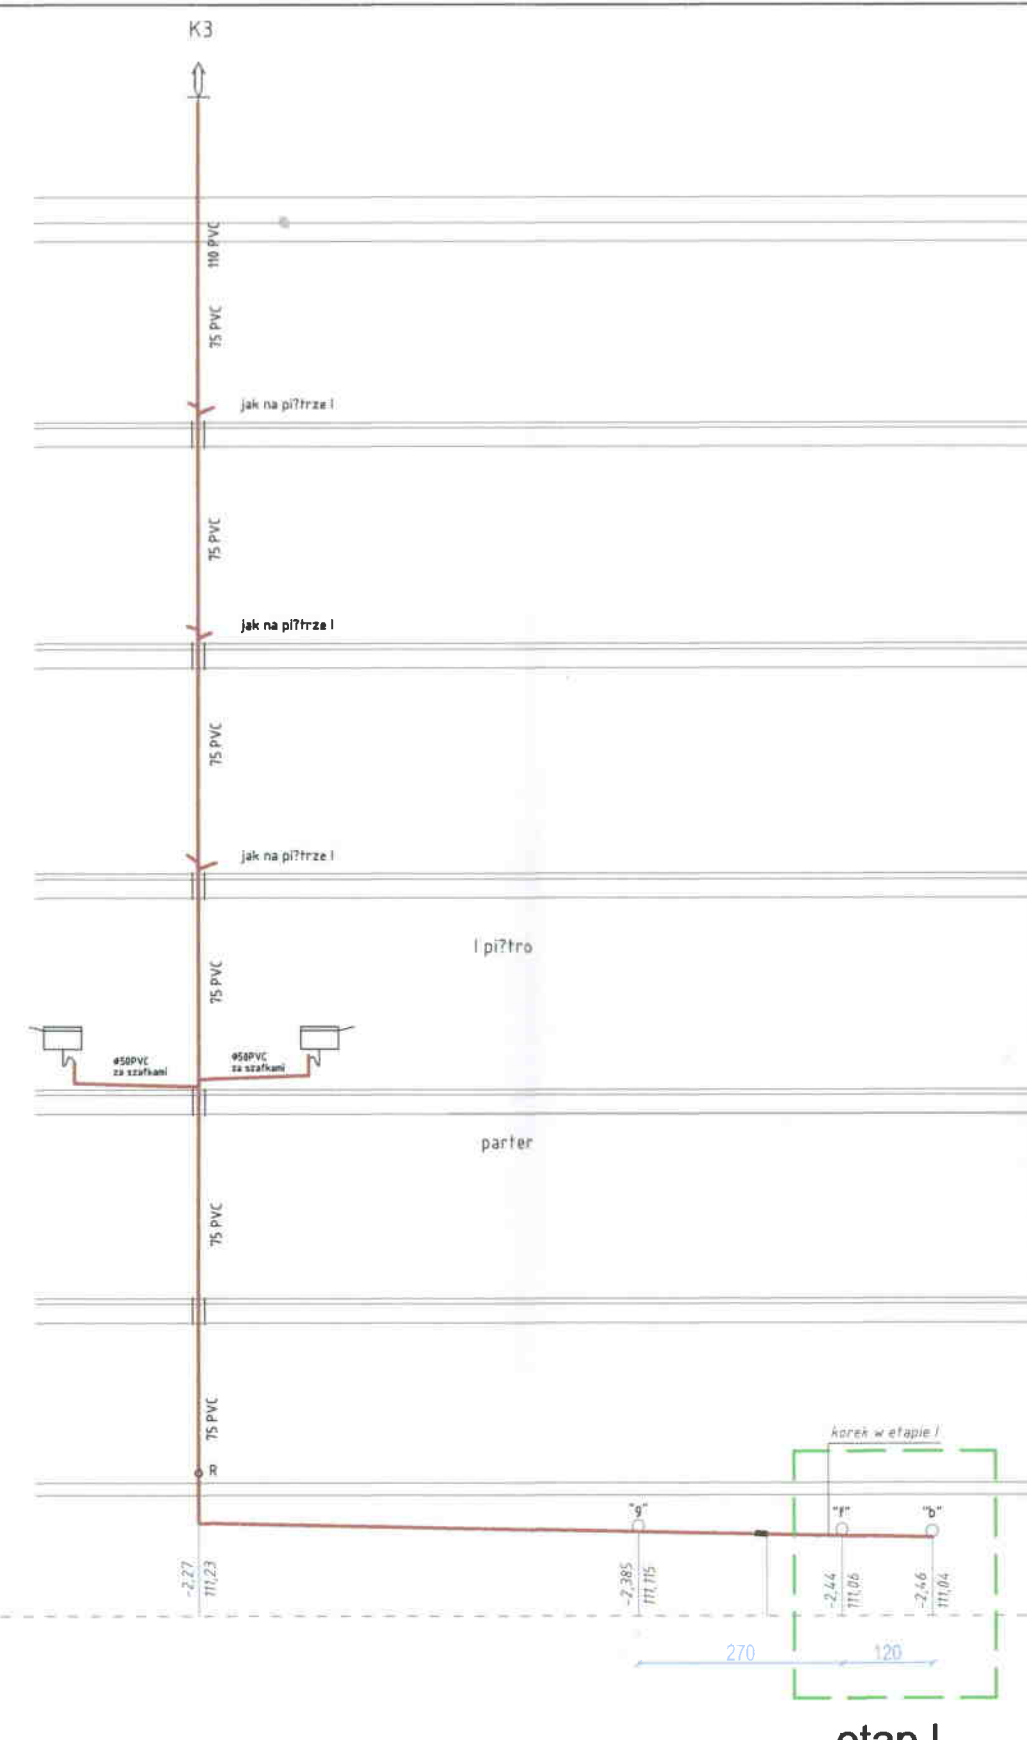 K3
110 PVC
75 PVC
jak na pi?trze I
75 PVC
jak na pi?trze I
75 PVC
jak na pi?trze I
I pi?tro
75 PVC
ø50PVC
za szafkami
ø50PVC
za szafkami
parter
75 PVC
75 PVC
korek w etapie I
R
"g"
"f"
"b"
-2,27
111,23
-2,385
111,115
-2,44
111,06
-2,46
111,04
270
120
etap I